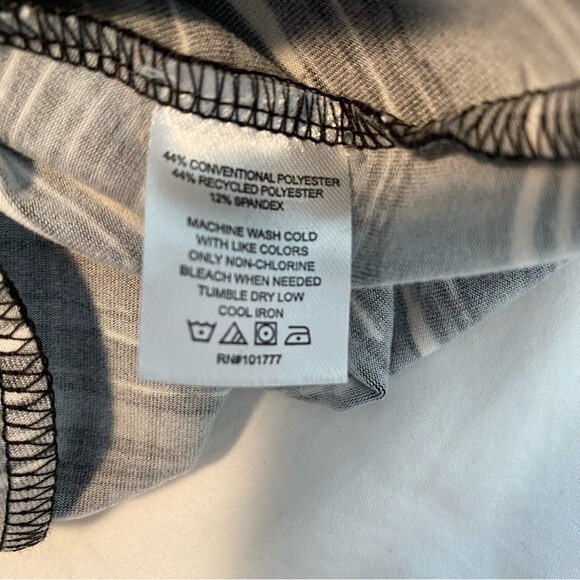 44% CONVENTIONAL POLYESTER
44% RECYCLED POLYESTER
12% SPANDEX
MACHINE WASH COLD
WITH LIKE COLORS
ONLY NON-CHLORINE
BLEACH WHEN NEEDED
TUMBLE DRY LOW
COOL IRON
RN#101777